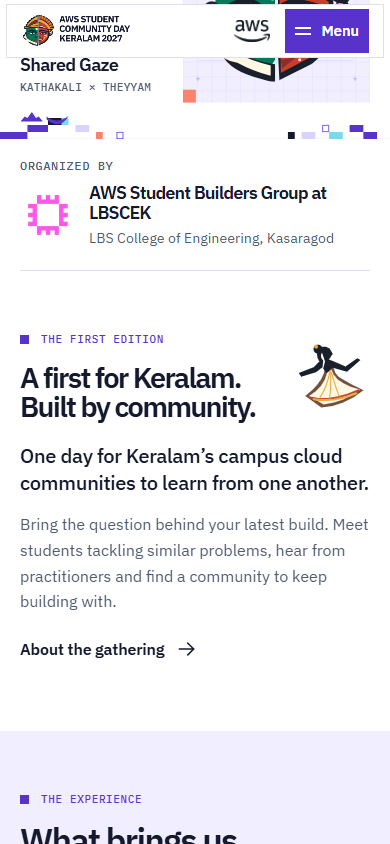 AWS STUDENT
COMMUNITY DAY
KERALAM 2027
aws
Menu
Shared Gaze
KATHAKALI × THEYYAM
ORGANIZED BY
AWS Student Builders Group at
LBSCEK
LBS College of Engineering, Kasaragod
THE FIRST EDITION
A first for Keralam.
Built by community.
One day for Keralam’s campus cloud
communities to learn from one another.
Bring the question behind your latest build. Meet
students tackling similar problems, hear from
practitioners and find a community to keep
building with.
About the gathering
THE EXPERIENCE
What brings us